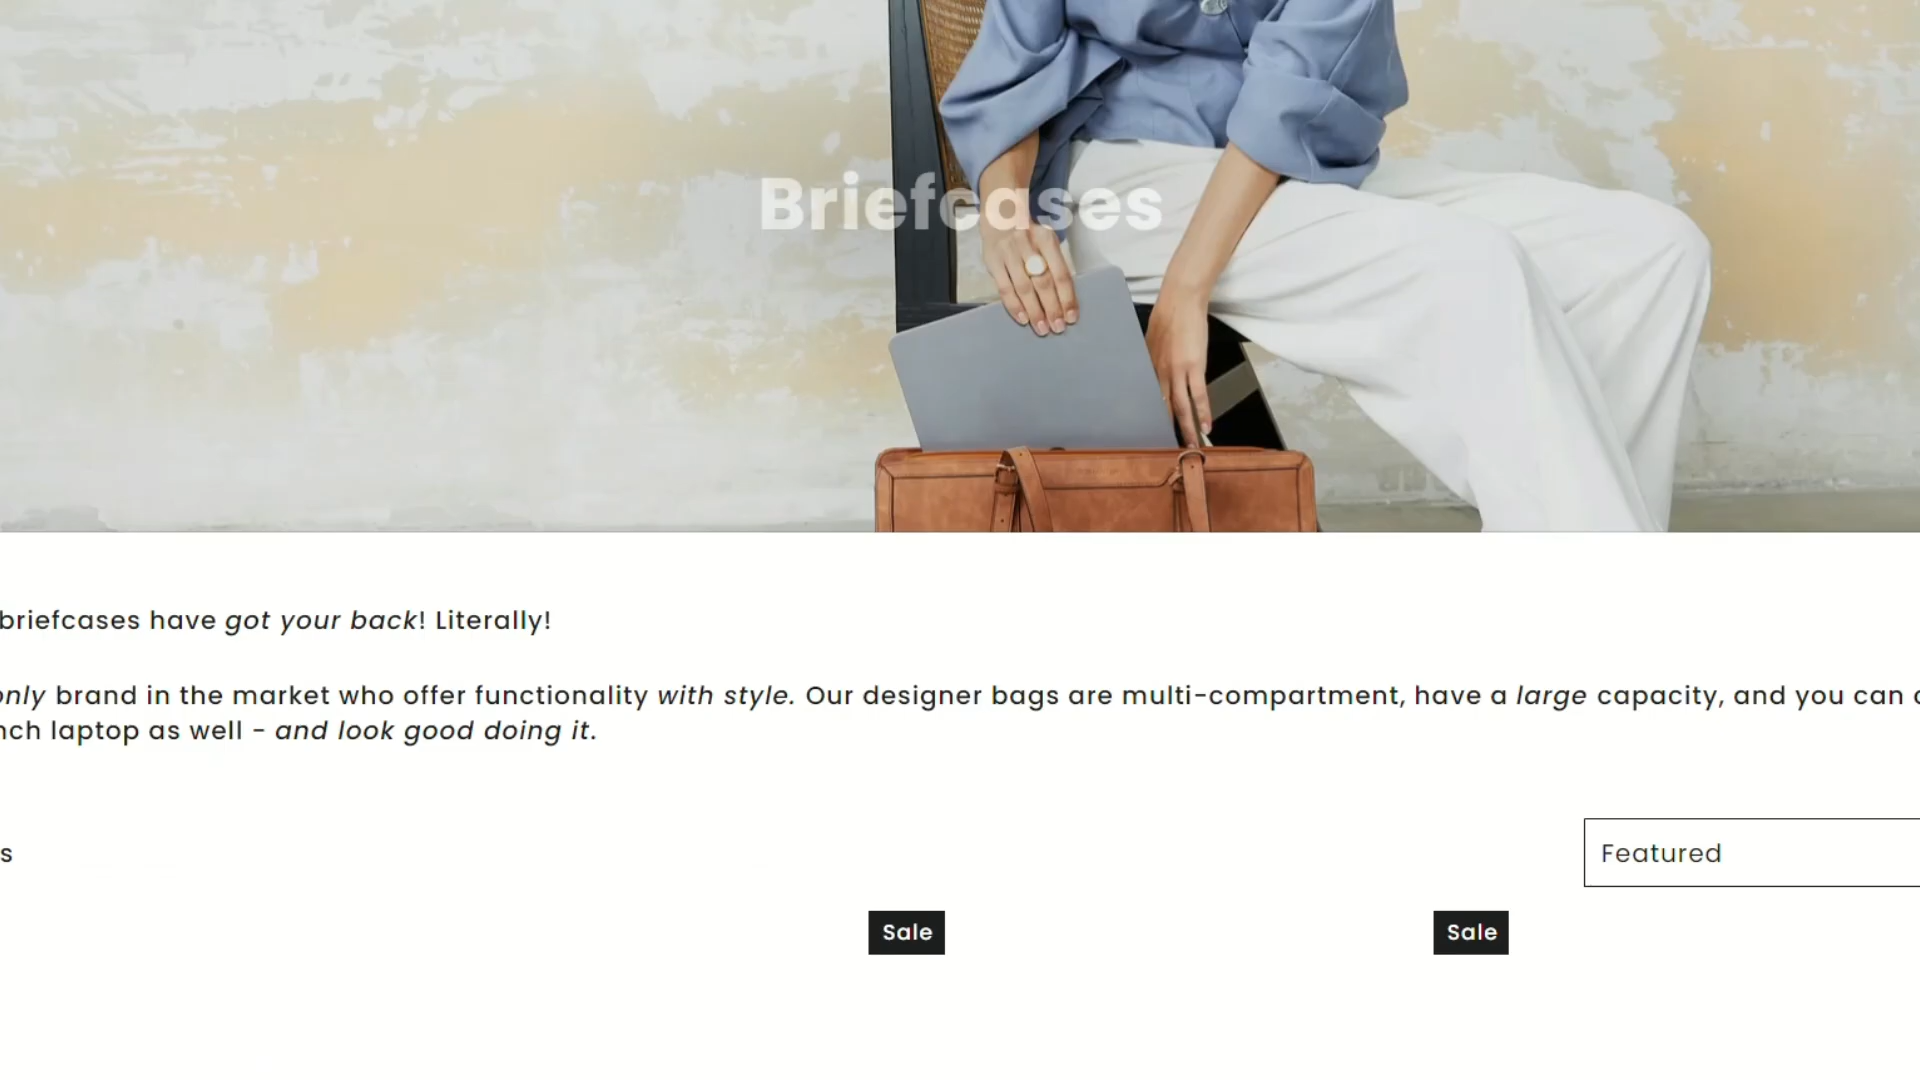 Briefcases
briefcases have got your back! Literally!
only brand in the market who offer functionality with style. Our designer bags are multi-compartment, have a large capacity, and you can
nch laptop as well - and look good doing it.
s
Featured
Sale
Sale